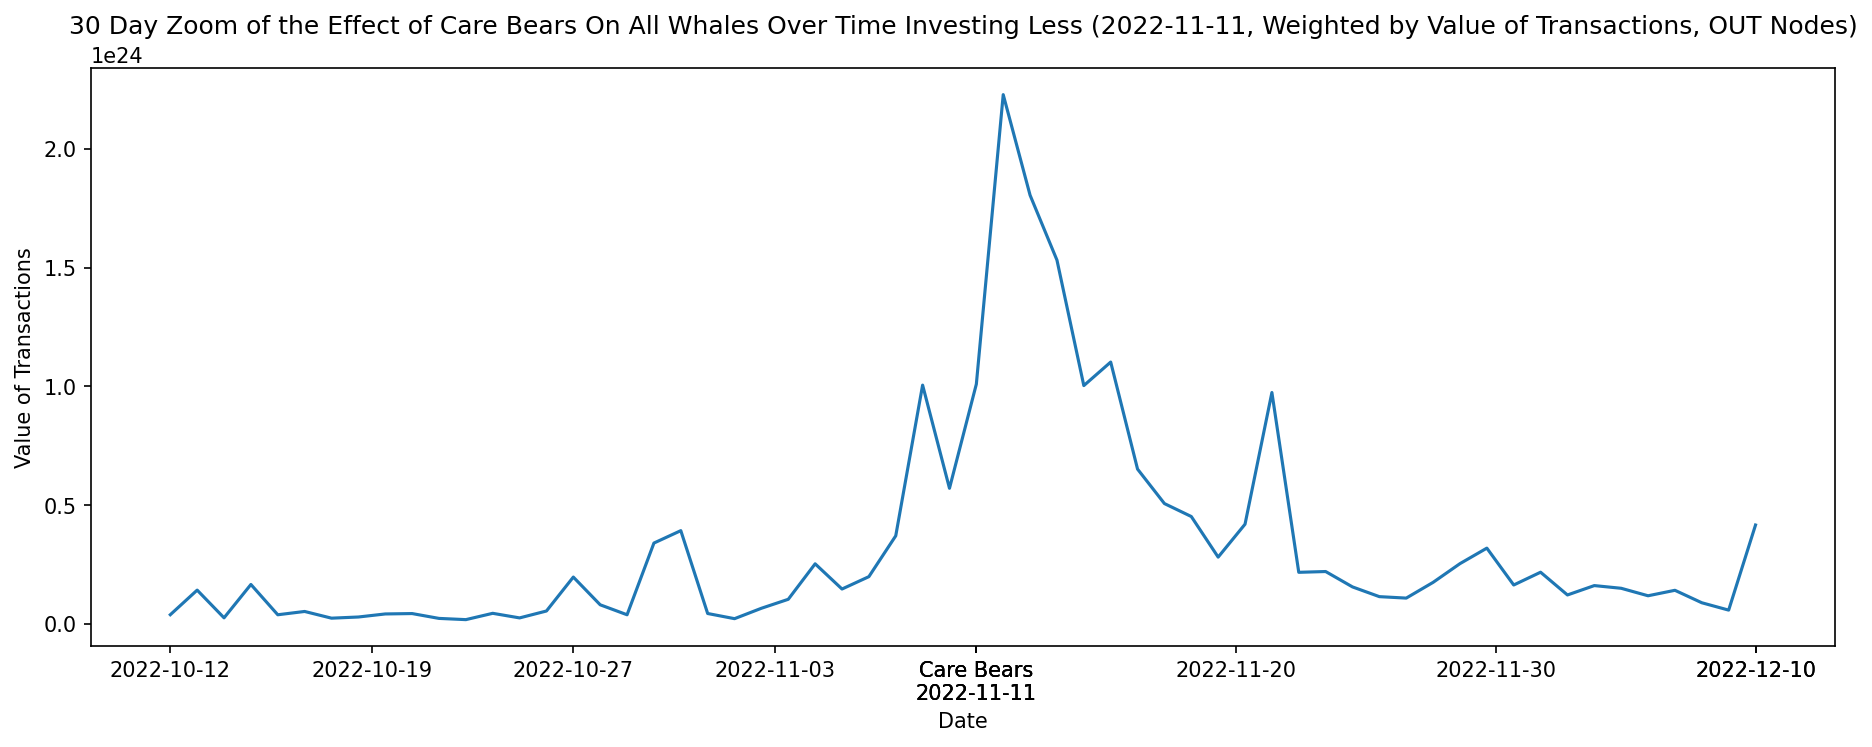 30 Day Zoom of the Effect of Care Bears On All Whales Over Time Investing Less (2022-11-11, Weighted by Value of Transactions, OUT Nodes)
1e24
2.0
1.5
1.0
0.5
0.0
Value of Transactions
2022-10-12 2022-10-19 2022-10-27 2022-11-03 Care Bears 2022-11-20 2022-11-30 2022-12-10
2022-11-11
Date